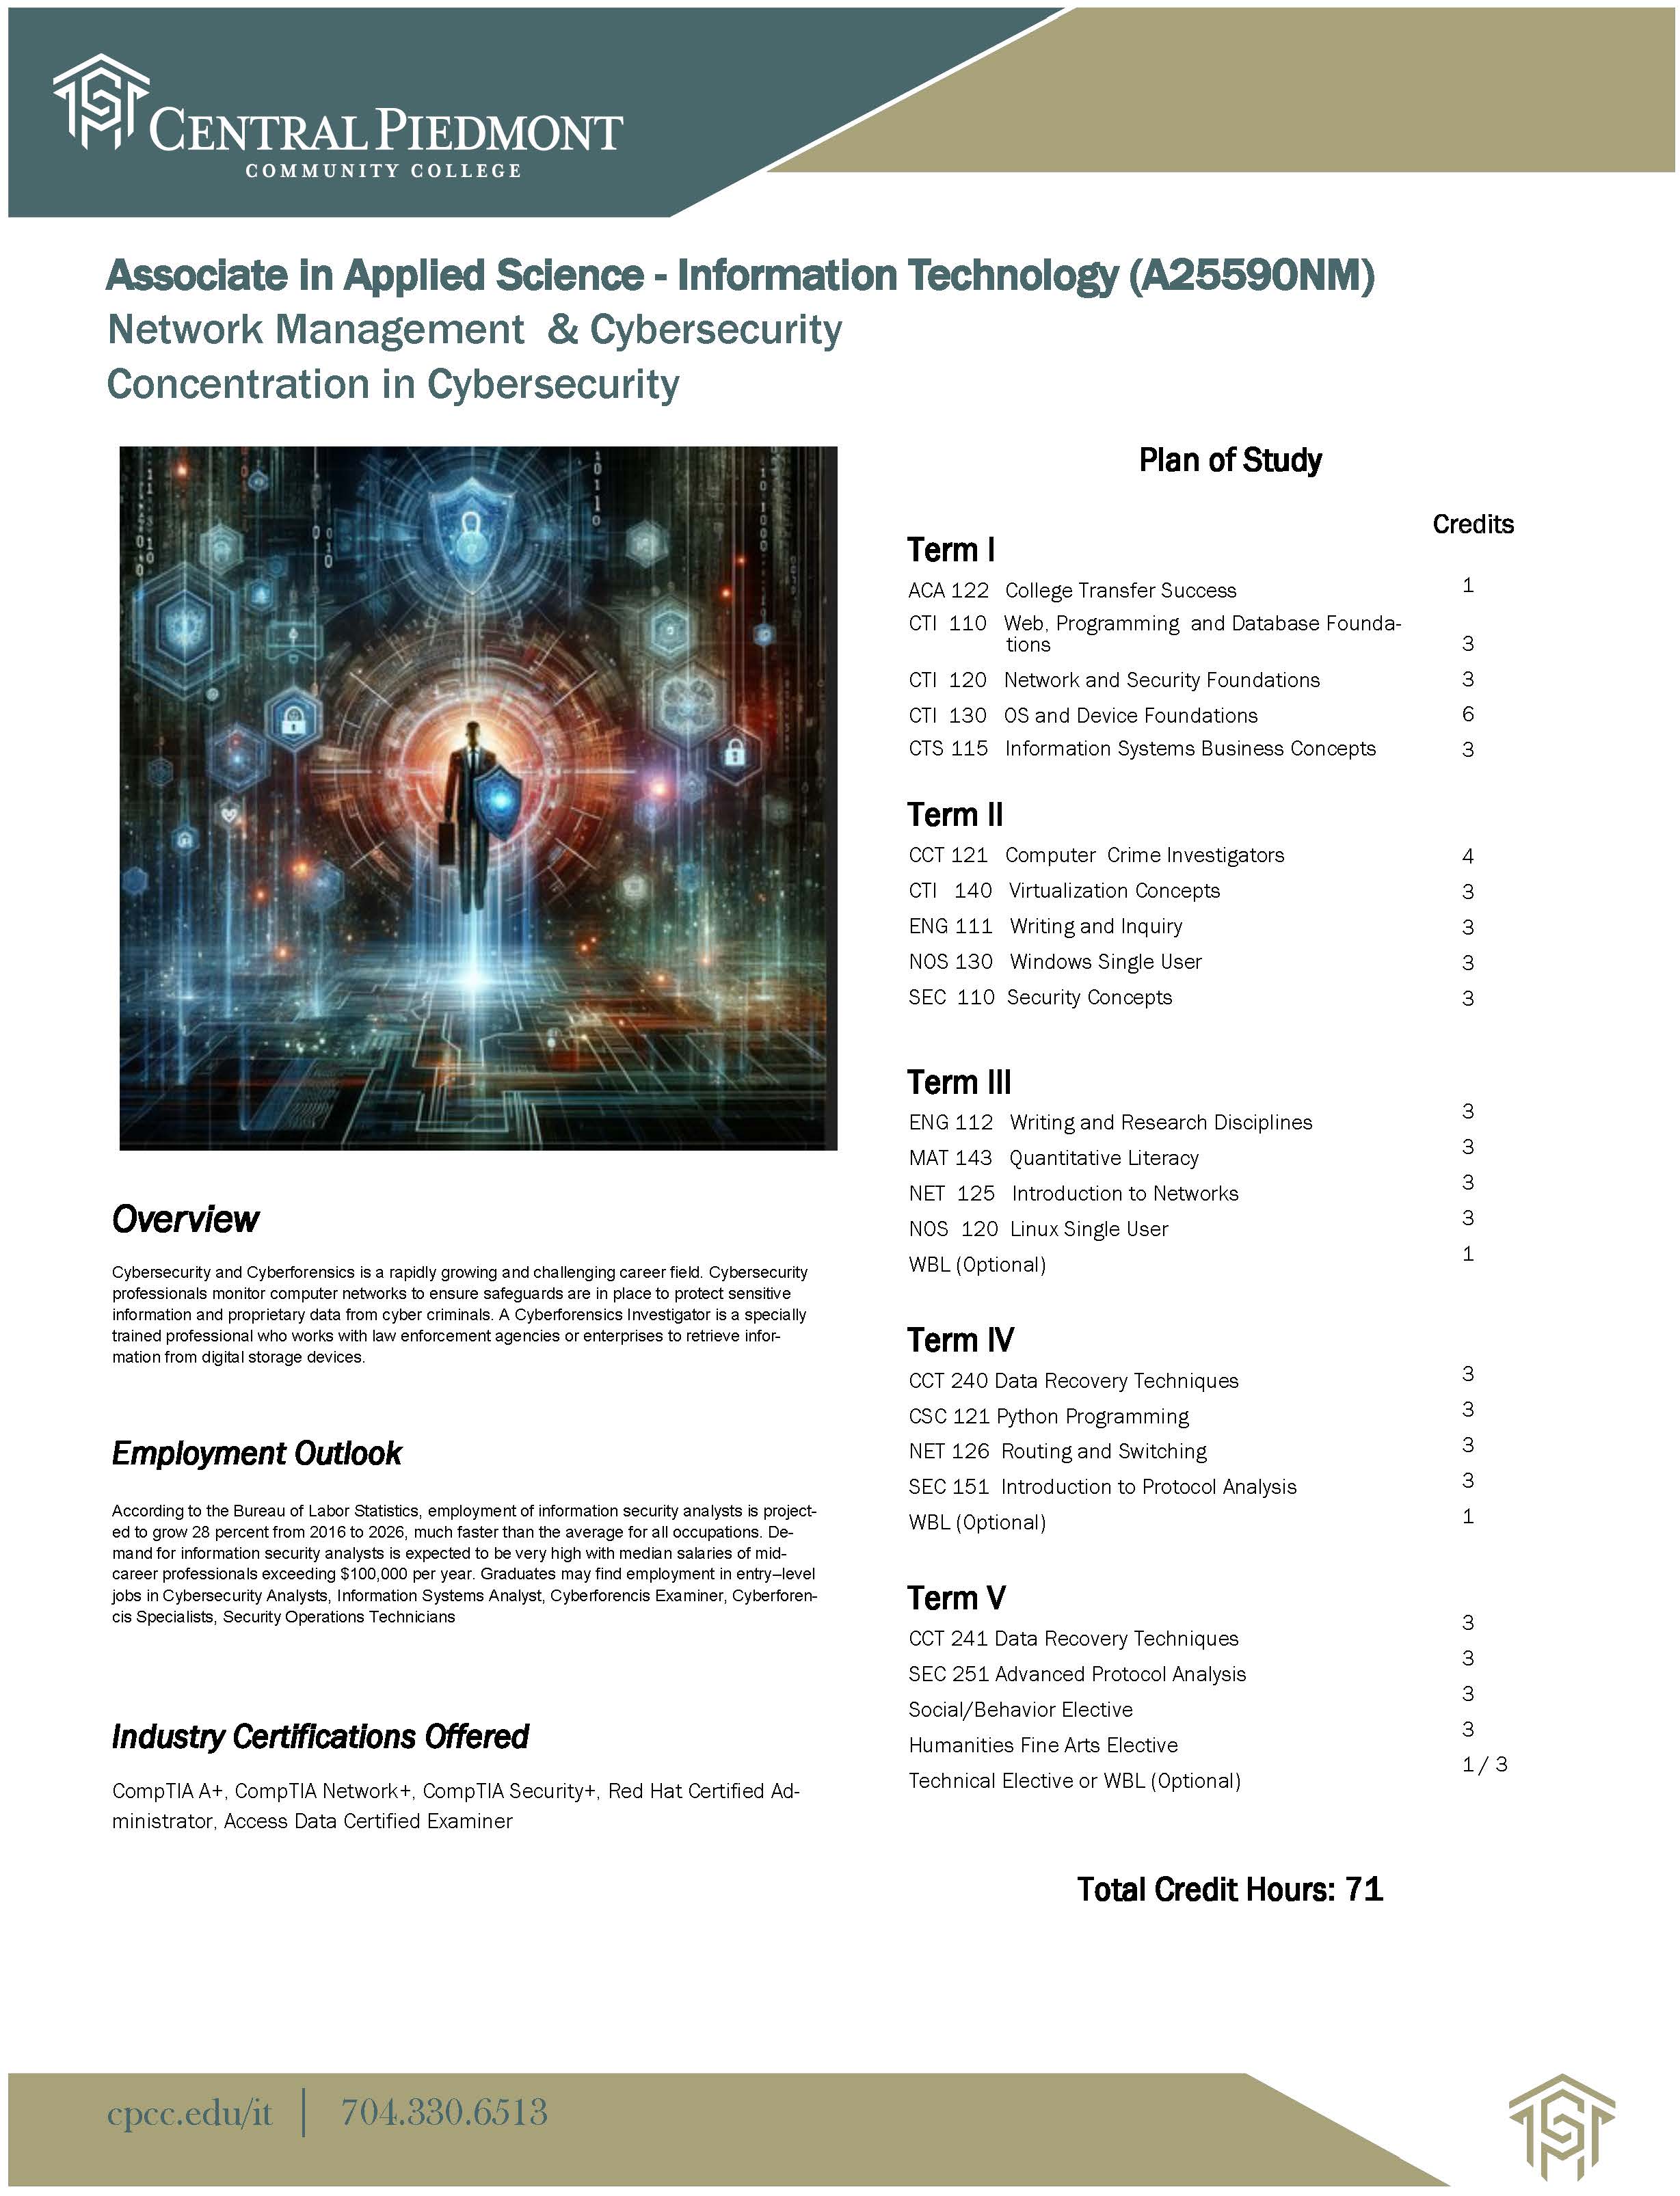 CENTRAL PIEDMONT
COMMUNITY COLLEGE
Associate in Applied Science - Information Technology (A25590NM)
Network Management & Cybersecurity
Concentration in Cybersecurity
Overview
Cybersecurity and Cyberforensics is a rapidly growing and challenging career field. Cybersecurity
professionals monitor computer networks to ensure safeguards are in place to protect sensitive
information and proprietary data from cyber criminals. A Cyberforensics Investigator is a specially
trained professional who works with law enforcement agencies or enterprises to retrieve infor-
mation from digital storage devices.
Employment Outlook
According to the Bureau of Labor Statistics, employment of information security analysts is project-
ed to grow 28 percent from 2016 to 2026, much faster than the average for all occupations. De-
mand for information security analysts is expected to be very high with median salaries of mid-
career professionals exceeding $100,000 per year. Graduates may find employment in entry–level
jobs in Cybersecurity Analysts, Information Systems Analyst, Cyberforencis Examiner, Cyberforen-
cis Specialists, Security Operations Technicians
Industry Certifications Offered
CompTIA A+, CompTIA Network+, CompTIA Security+, Red Hat Certified Ad-
ministrator, Access Data Certified Examiner
Plan of Study
Credits
Term I
ACA 122 College Transfer Success 1
CTI 110 Web, Programming and Database Founda-
tions 3
CTI 120 Network and Security Foundations 3
CTI 130 OS and Device Foundations 6
CTS 115 Information Systems Business Concepts 3
Term II
CCT 121 Computer Crime Investigators 4
CTI 140 Virtualization Concepts 3
ENG 111 Writing and Inquiry 3
NOS 130 Windows Single User 3
SEC 110 Security Concepts 3
Term III
ENG 112 Writing and Research Disciplines 3
MAT 143 Quantitative Literacy 3
NET 125 Introduction to Networks 3
NOS 120 Linux Single User 3
WBL (Optional) 1
Term IV
CCT 240 Data Recovery Techniques 3
CSC 121 Python Programming 3
NET 126 Routing and Switching 3
SEC 151 Introduction to Protocol Analysis 3
WBL (Optional) 1
Term V
CCT 241 Data Recovery Techniques 3
SEC 251 Advanced Protocol Analysis 3
Social/Behavior Elective 3
Humanities Fine Arts Elective 3
Technical Elective or WBL (Optional) 1 / 3
Total Credit Hours: 71
cpcc.edu/it | 704.330.6513